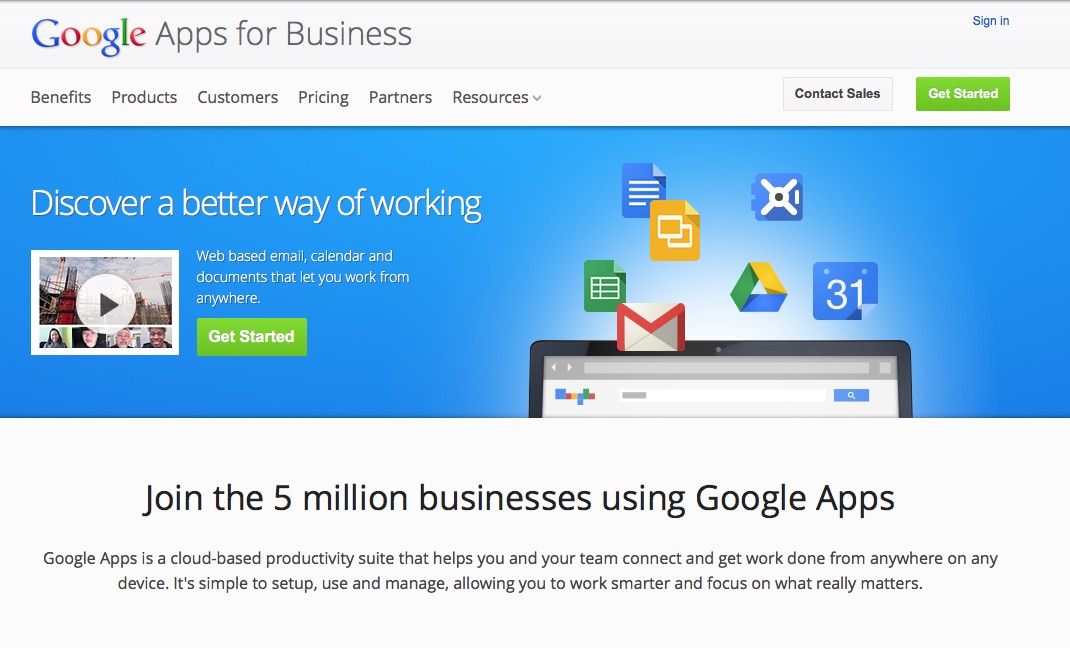 Google Apps for Business
Sign in
Benefits
Products
Customers
Pricing
Partners
Resources
Contact Sales
Get Started
Discover a better way of working
Web based email, calendar and
documents that let you work from
anywhere.
Get Started
31
Join the 5 million businesses using Google Apps
Google Apps is a cloud-based productivity suite that helps you and your team connect and get work done from anywhere on any
device. It's simple to setup, use and manage, allowing you to work smarter and focus on what really matters.